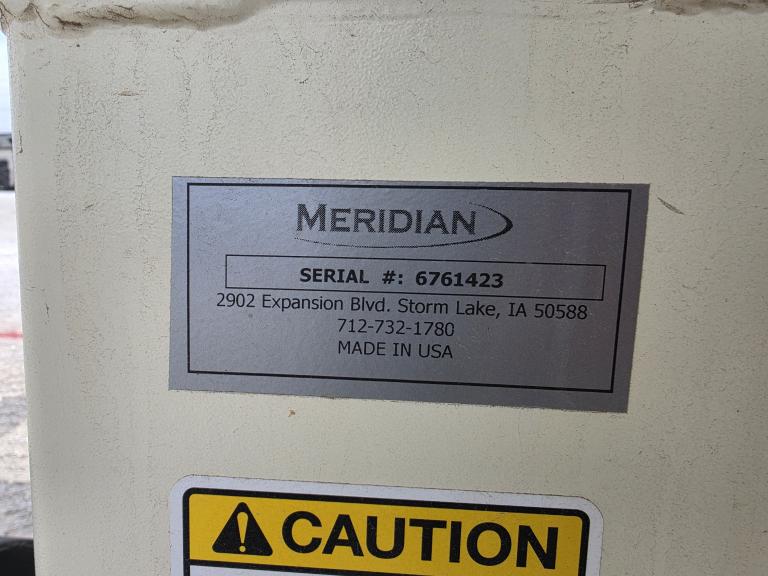 MERIDIAN
SERIAL #: 6761423
2902 Expansion Blvd. Storm Lake, IA 50588
712-732-1780
MADE IN USA
CAUTION